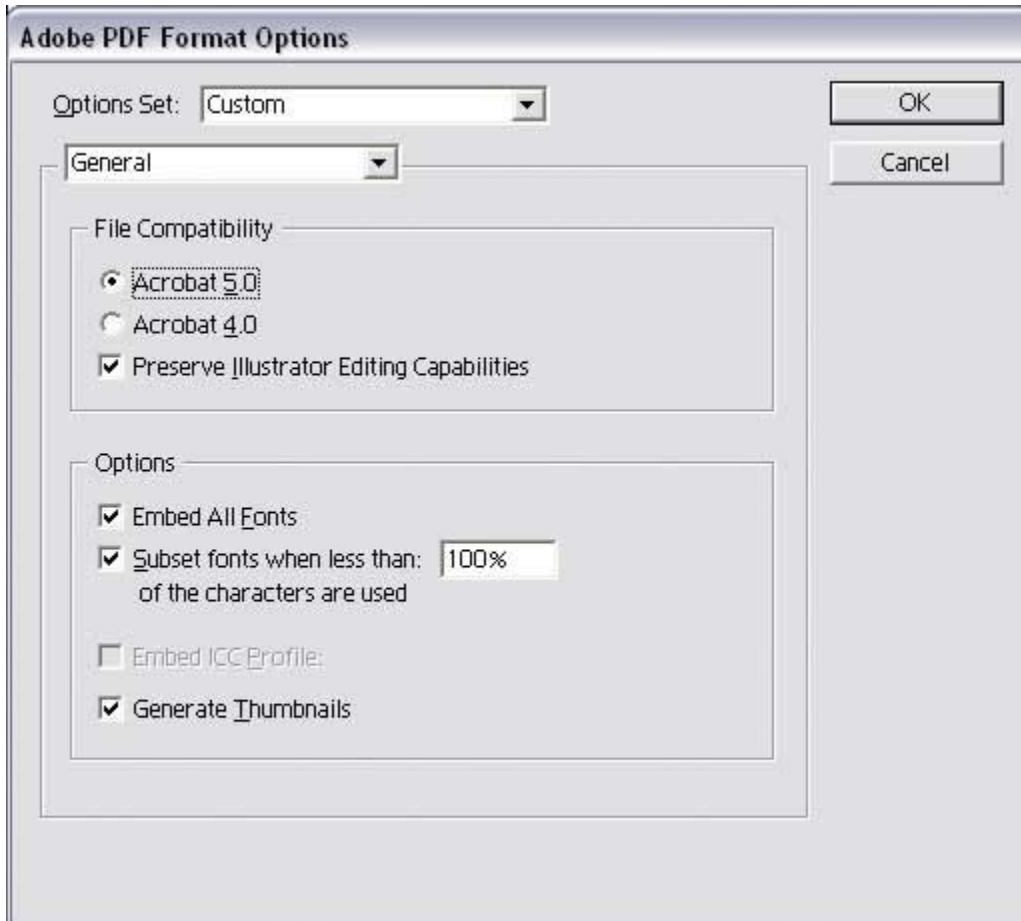 Adobe PDF Format Options
Options Set: Custom
OK
General
Cancel
File Compatibility
Acrobat 5.0
Acrobat 4.0
Preserve Illustrator Editing Capabilities
Options
Embed All Fonts
Subset fonts when less than: 100%
of the characters are used
Embed ICC Profile:
Generate Thumbnails